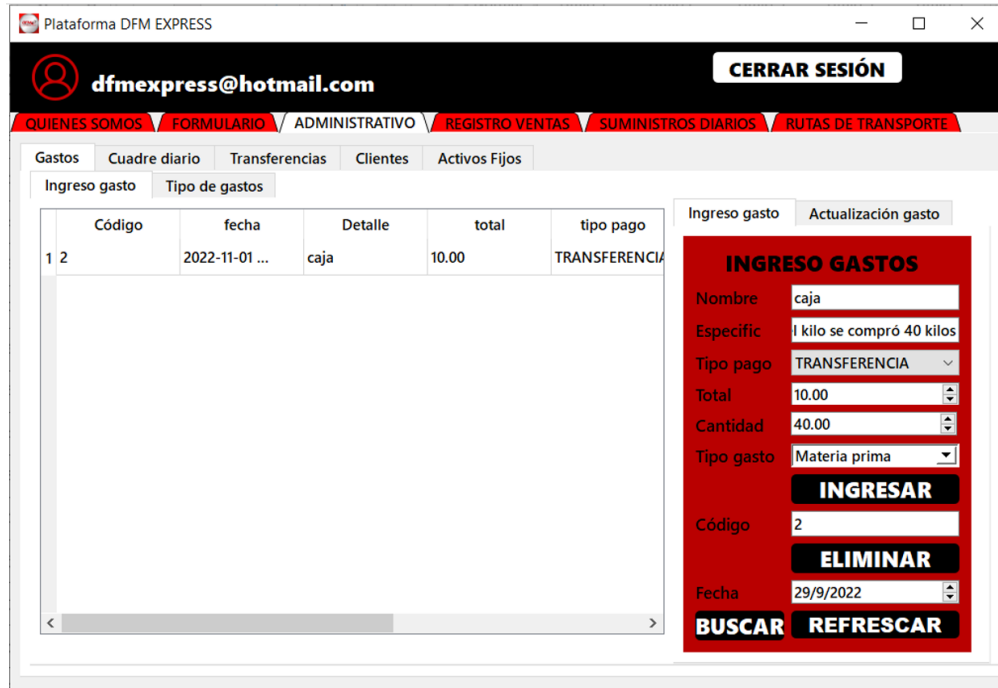 Plataforma DFM EXPRESS
dfmexpress@hotmail.com
CERRAR SESIÓN
QUIENES SOMOS FORMULARIO ADMINISTRATIVO REGISTRO VENTAS SUMINISTROS DIARIOS RUTAS DE TRANSPORTE
Gastos Cuadre diario Transferencias Clientes Activos Fijos
Ingreso gasto Tipo de gastos
Código fecha Detalle total tipo pago
1 2 2022-11-01 ... caja 10.00 TRANSFERENCIA
Ingreso gasto Actualización gasto
INGRESO GASTOS
Nombre caja
Especific l kilo se compró 40 kilos
Tipo pago TRANSFERENCIA
Total 10.00
Cantidad 40.00
Tipo gasto Materia prima
INGRESAR
Código 2
ELIMINAR
Fecha 29/9/2022
BUSCAR REFRESCAR